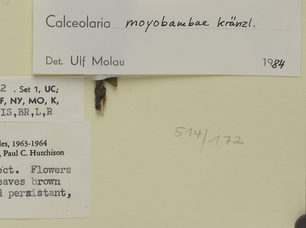 Calceolaria moyobambae kränzl.
Det. Ulf Molau 1984
2 . Set 1, UC;
F, NY, MO, K,
IS,BR,L,R
les, 1963-1964
, Paul C. Hutchison
ect. Flowers
eaves brown
d persistant,
514/172